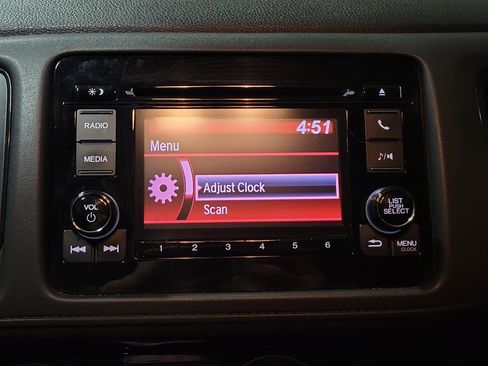 4:51
RADIO
Menu
MEDIA
Adjust Clock
VOL
LIST
PUSH
SELECT
Scan
1 2 3 4 5 6
MENU
CLOCK